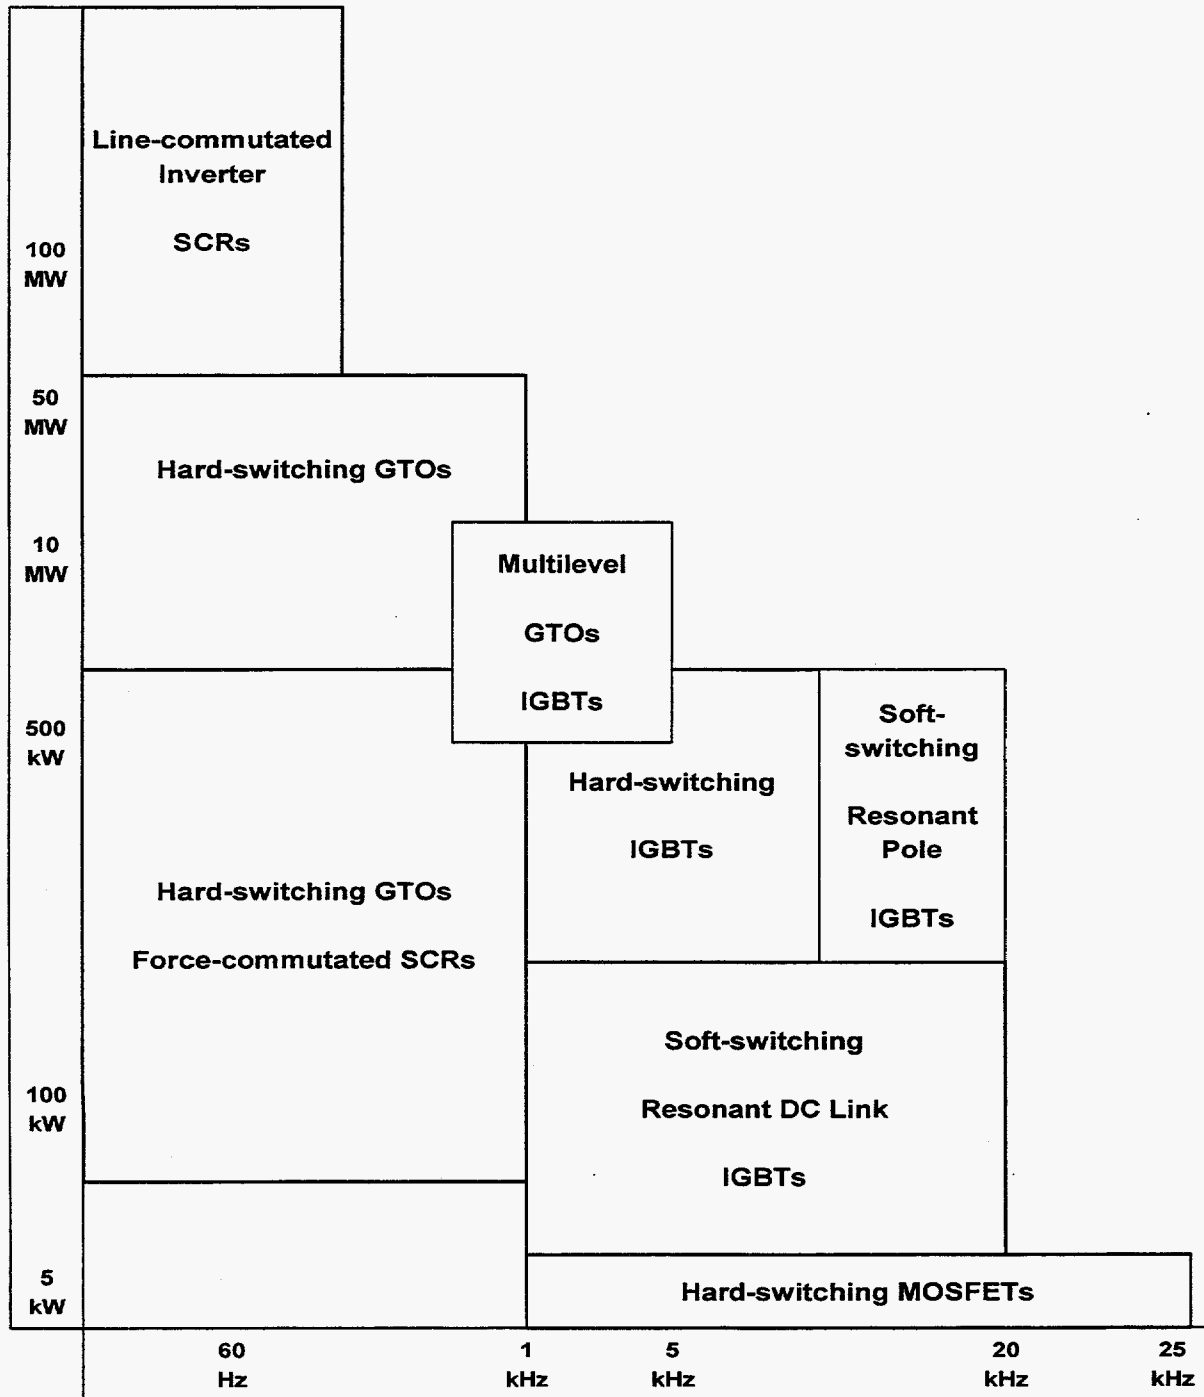 Line-commutated
Inverter
SCRs
100
MW
50
MW
Hard-switching GTOs
10
MW
Multilevel
GTOs
IGBTs
500
kW
Soft-
switching
Resonant
Pole
IGBTs
Hard-switching
IGBTs
Hard-switching GTOs
Force-commutated SCRs
Soft-switching
Resonant DC Link
IGBTs
100
kW
5
kW
Hard-switching MOSFETs
60
Hz
1
kHz
5
kHz
20
kHz
25
kHz